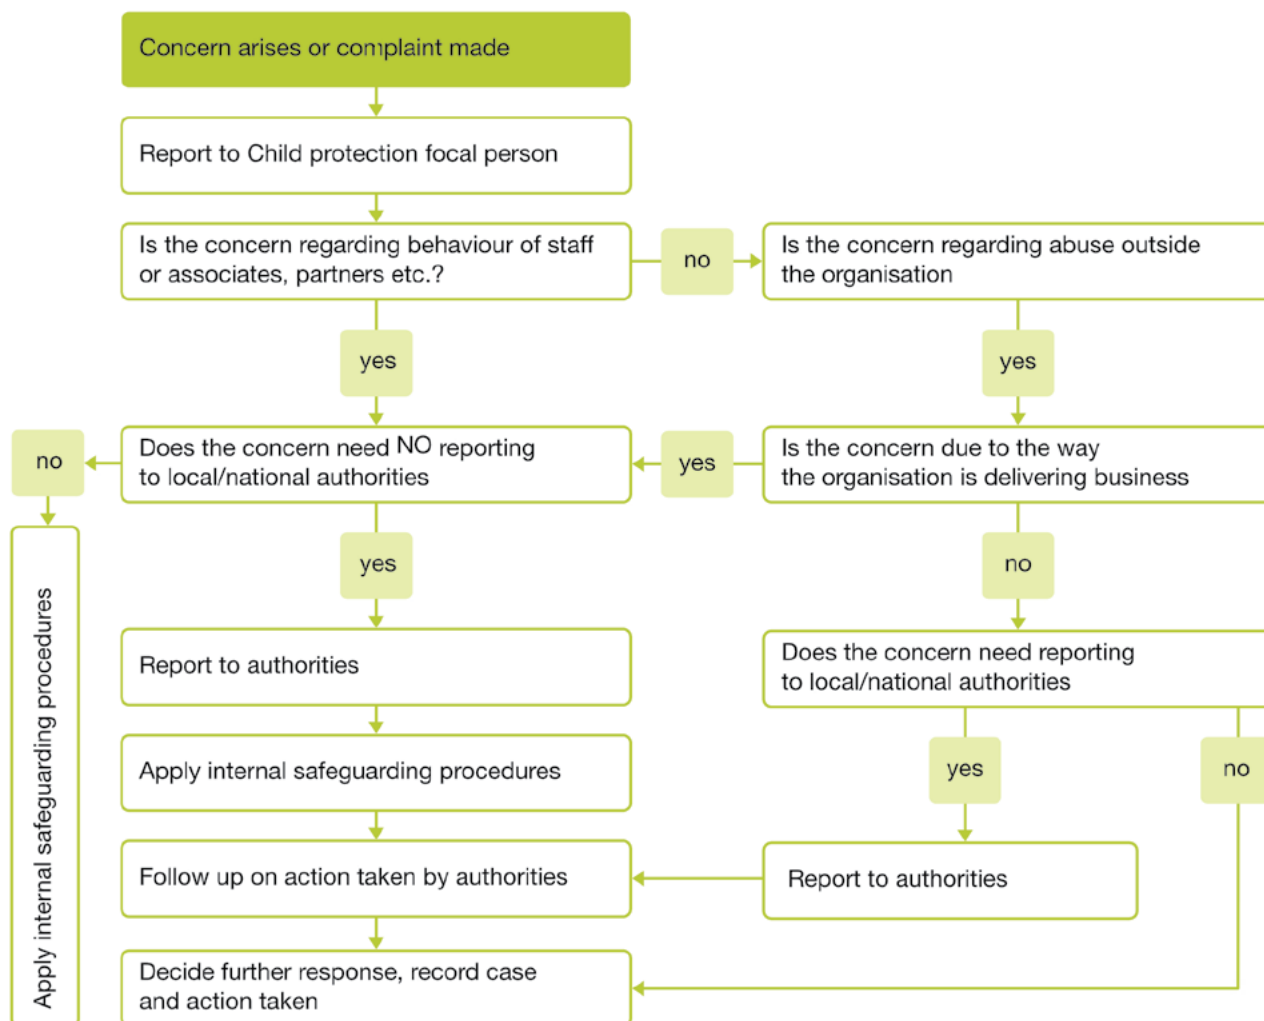 Concern arises or complaint made
Report to Child protection focal person
Is the concern regarding behaviour of staff
or associates, partners etc.?
no
Is the concern regarding abuse outside
the organisation
yes
yes
no
Does the concern need NO reporting
to local/national authorities
yes
Is the concern due to the way
the organisation is delivering business
yes
no
Apply internal safeguarding procedures
Report to authorities
Does the concern need reporting
to local/national authorities
Apply internal safeguarding procedures
yes
no
Follow up on action taken by authorities
Report to authorities
Decide further response, record case
and action taken